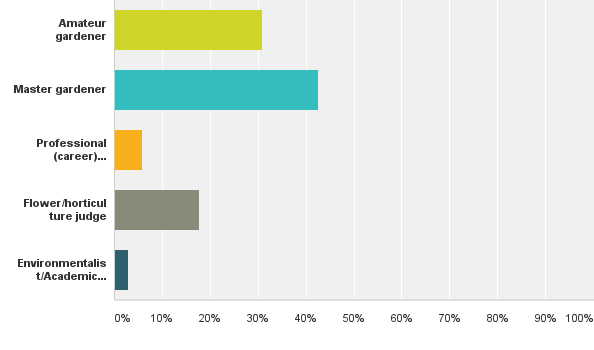 Amateur
gardener
Master gardener
Professional
(career)...
Flower/horticul
ture judge
Environmentalis
t/Academic...
0% 10% 20% 30% 40% 50% 60% 70% 80% 90% 100%